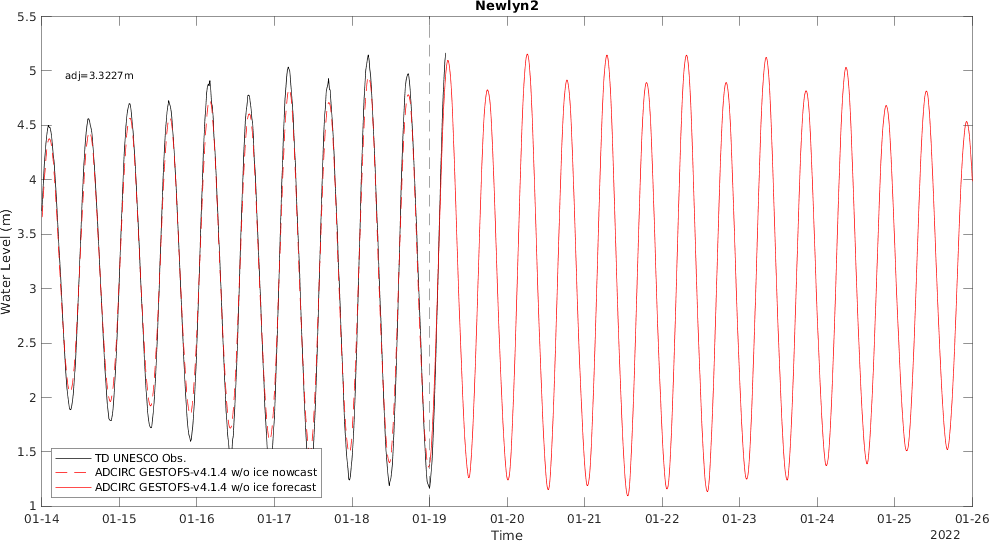 Newlyn2
5.5
5
4.5
4
3.5
3
2.5
2
1.5
1
Water Level (m)
adj=3.3227m
TD UNESCO Obs.
ADCIRC GESTOFS-v4.1.4 w/o ice nowcast
ADCIRC GESTOFS-v4.1.4 w/o ice forecast
01-14 01-15 01-16 01-17 01-18 01-19 01-20 01-21 01-22 01-23 01-24 01-25 01-26
Time
2022